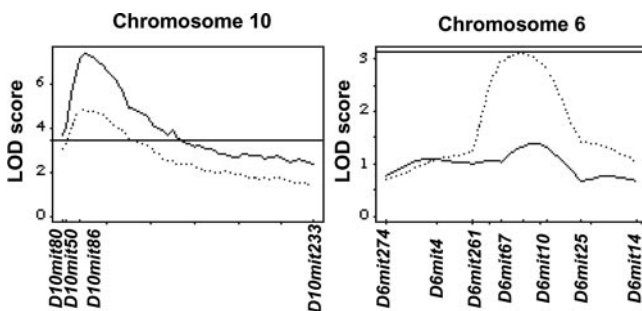 Chromosome 10
LOD score
6
4
2
0
D10mit80
D10mit50
D10mit86
D10mit233
Chromosome 6
LOD score
3
2
1
0
D6mit274
D6mit4
D6mit261
D6mit67
D6mit10
D6mit25
D6mit14